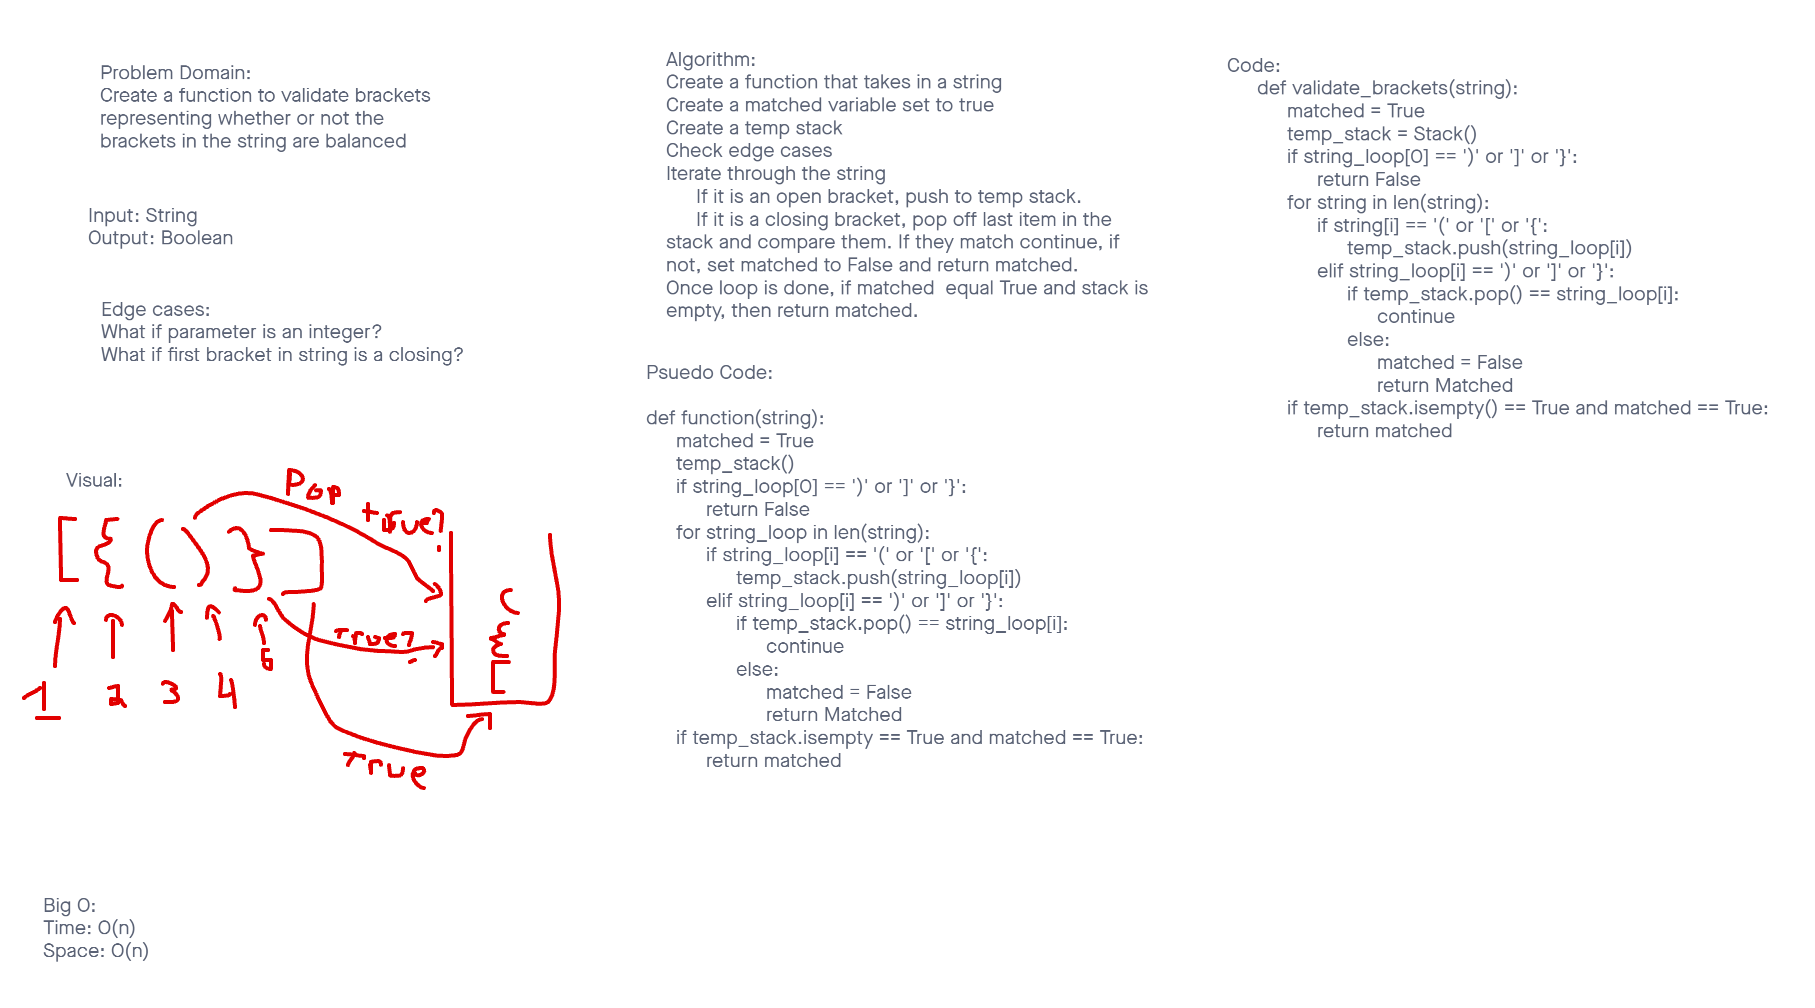 Problem Domain:
Create a function to validate brackets
representing whether or not the
brackets in the string are balanced
Input: String
Output: Boolean
Edge cases:
What if parameter is an integer?
What if first bracket in string is a closing?
Visual:
[ { ( ) } ]
Pop
true?
true?
true
(
{
[
1 2 3 4 5
Big O:
Time: O(n)
Space: O(n)
Algorithm:
Create a function that takes in a string
Create a matched variable set to true
Create a temp stack
Check edge cases
Iterate through the string
If it is an open bracket, push to temp stack.
If it is a closing bracket, pop off last item in the
stack and compare them. If they match continue, if
not, set matched to False and return matched.
Once loop is done, if matched  equal True and stack is
empty, then return matched.
Psuedo Code:
def function(string):
matched = True
temp_stack()
if string_loop[0] == ')' or ']' or '}':
return False
for string_loop in len(string):
if string_loop[i] == '(' or '[' or '{':
temp_stack.push(string_loop[i])
elif string_loop[i] == ')' or ']' or '}':
if temp_stack.pop() == string_loop[i]:
continue
else:
matched = False
return Matched
if temp_stack.isempty == True and matched == True:
return matched
Code:
def validate_brackets(string):
matched = True
temp_stack = Stack()
if string_loop[0] == ')' or ']' or '}':
return False
for string in len(string):
if string[i] == '(' or '[' or '{':
temp_stack.push(string_loop[i])
elif string_loop[i] == ')' or ']' or '}':
if temp_stack.pop() == string_loop[i]:
continue
else:
matched = False
return Matched
if temp_stack.isempty() == True and matched == True:
return matched